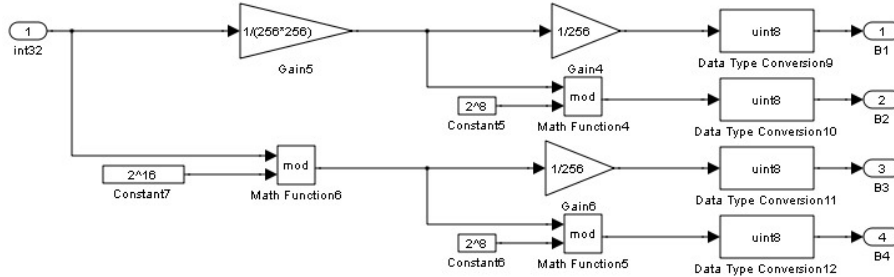 1
int32
1/(256*256)
Gain5
1/256
Gain4
uint8
Data Type Conversion9
1
B1
2^8
Constant5
mod
Math Function4
uint8
Data Type Conversion10
2
B2
2^16
Constant7
mod
Math Function6
1/256
Gain6
uint8
Data Type Conversion11
3
B3
2^8
Constant6
mod
Math Function5
uint8
Data Type Conversion12
4
B4